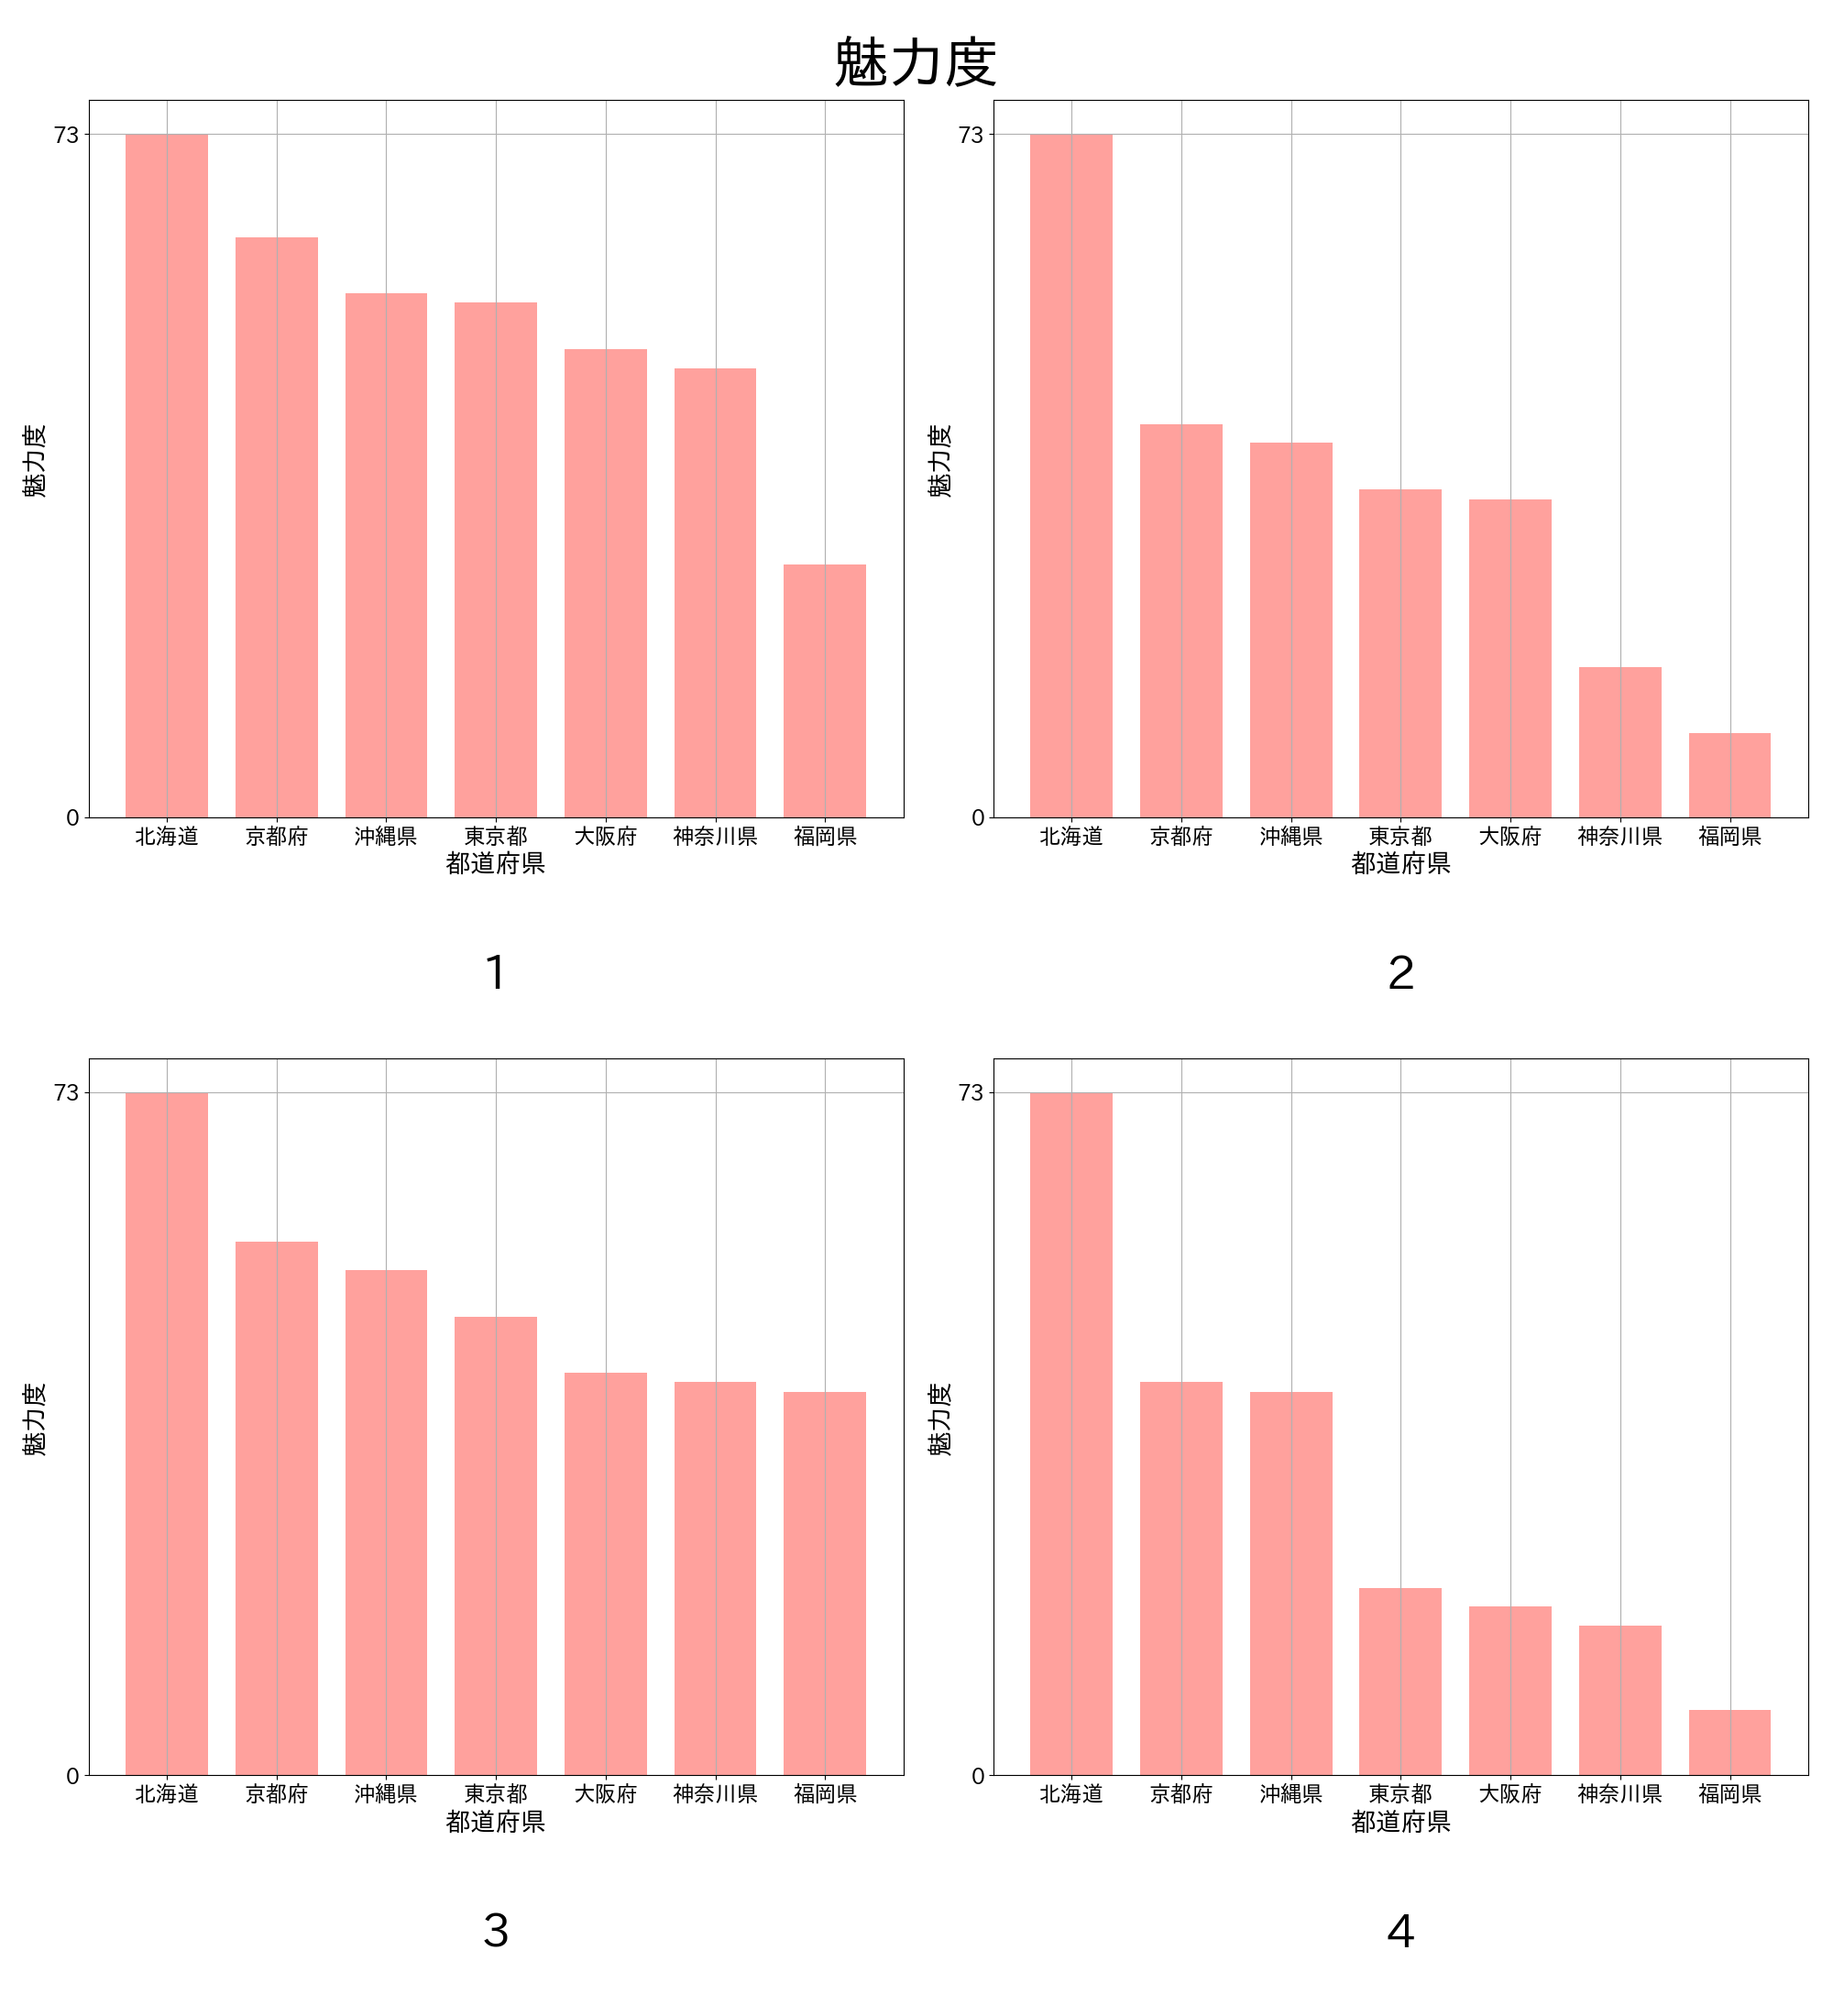 魅力度
73
0
魅力度
北海道 京都府 沖縄県 東京都 大阪府 神奈川県 福岡県
都道府県
1
73
0
魅力度
北海道 京都府 沖縄県 東京都 大阪府 神奈川県 福岡県
都道府県
2
73
0
魅力度
北海道 京都府 沖縄県 東京都 大阪府 神奈川県 福岡県
都道府県
3
73
0
魅力度
北海道 京都府 沖縄県 東京都 大阪府 神奈川県 福岡県
都道府県
4